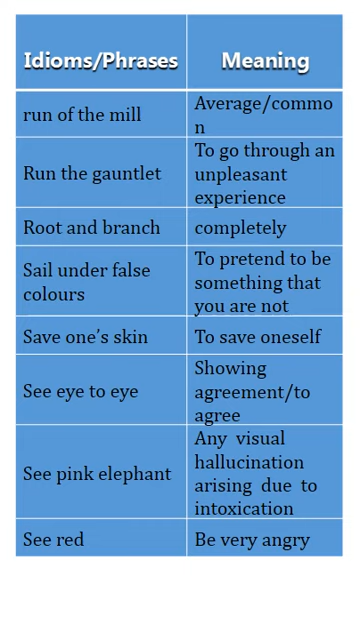 Idioms/Phrases Meaning
run of the mill
Average/commo
n
Run the gauntlet
To go through an
unpleasant
experience
Root and branch
completely
Sail under false
colours
To pretend to be
something that
you are not
Save one’s skin
To save oneself
See eye to eye
Showing
agreement/to
agree
See pink elephant
Any visual
hallucination
arising due to
intoxication
See red
Be very angry